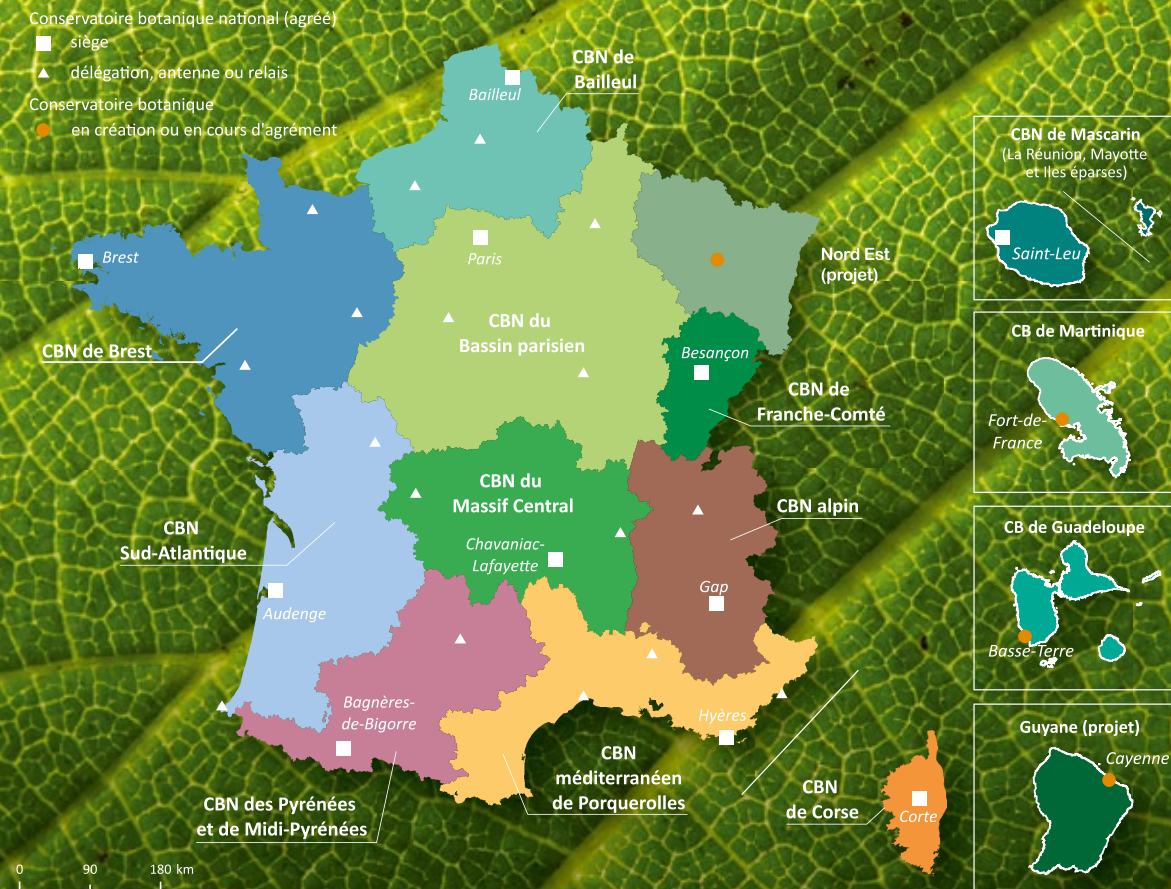 Conservatoire botanique national (agréé)
siège
délégation, antenne ou relais
Conservatoire botanique
en création ou en cours d'agrément
CBN de
Bailleul
Bailleul
CBN de Mascarin
(La Réunion, Mayotte
et Iles éparses)
Saint-Leu
Brest
Paris
Nord Est
(projet)
CBN de Brest
CBN du
Bassin parisien
Besançon
CBN de
Franche-Comté
CB de Martinique
Fort-de-
France
CBN du
Massif Central
CBN alpin
CBN
Sud-Atlantique
Chavaniac-
Lafayette
CB de Guadeloupe
Basse-Terre
Audenge
Gap
Bagnères-
de-Bigorre
Hyères
Guyane (projet)
Cayenne
CBN
méditerranéen
de Porquerolles
CBN
de Corse
Corte
CBN des Pyrénées
et de Midi-Pyrénées
0 90 180 km